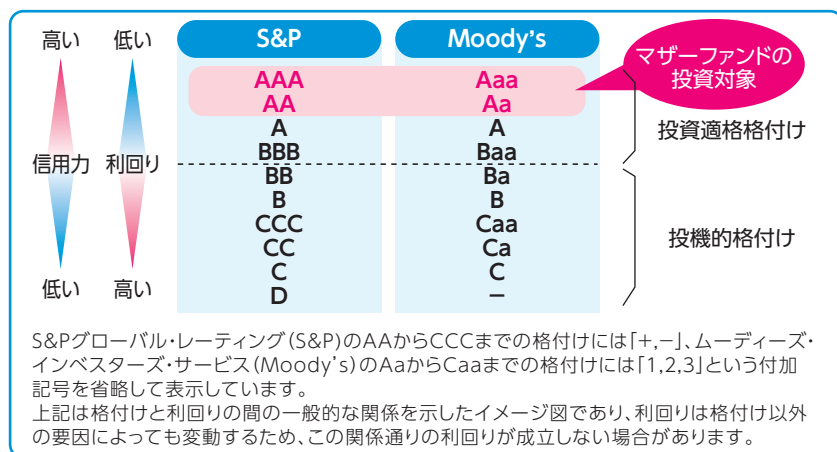 高い 低い S&P Moody's マザーファンドの
投資対象
AAA Aaa
AA Aa
A A 投資適格格付け
BBB Baa
信用力 利回り
BB Ba
B B
CCC Caa 投機的格付け
CC Ca
C C
低い 高い D −
S&Pグローバル・レーティング(S&P)のAAからCCCまでの格付けには「+,−」、ムーディーズ・
インベスターズ・サービス(Moody's)のAaからCaaまでの格付けには「1,2,3」という付加
記号を省略して表示しています。
上記は格付けと利回りの間の一般的な関係を示したイメージ図であり、利回りは格付け以外
の要因によっても変動するため、この関係通りの利回りが成立しない場合があります。